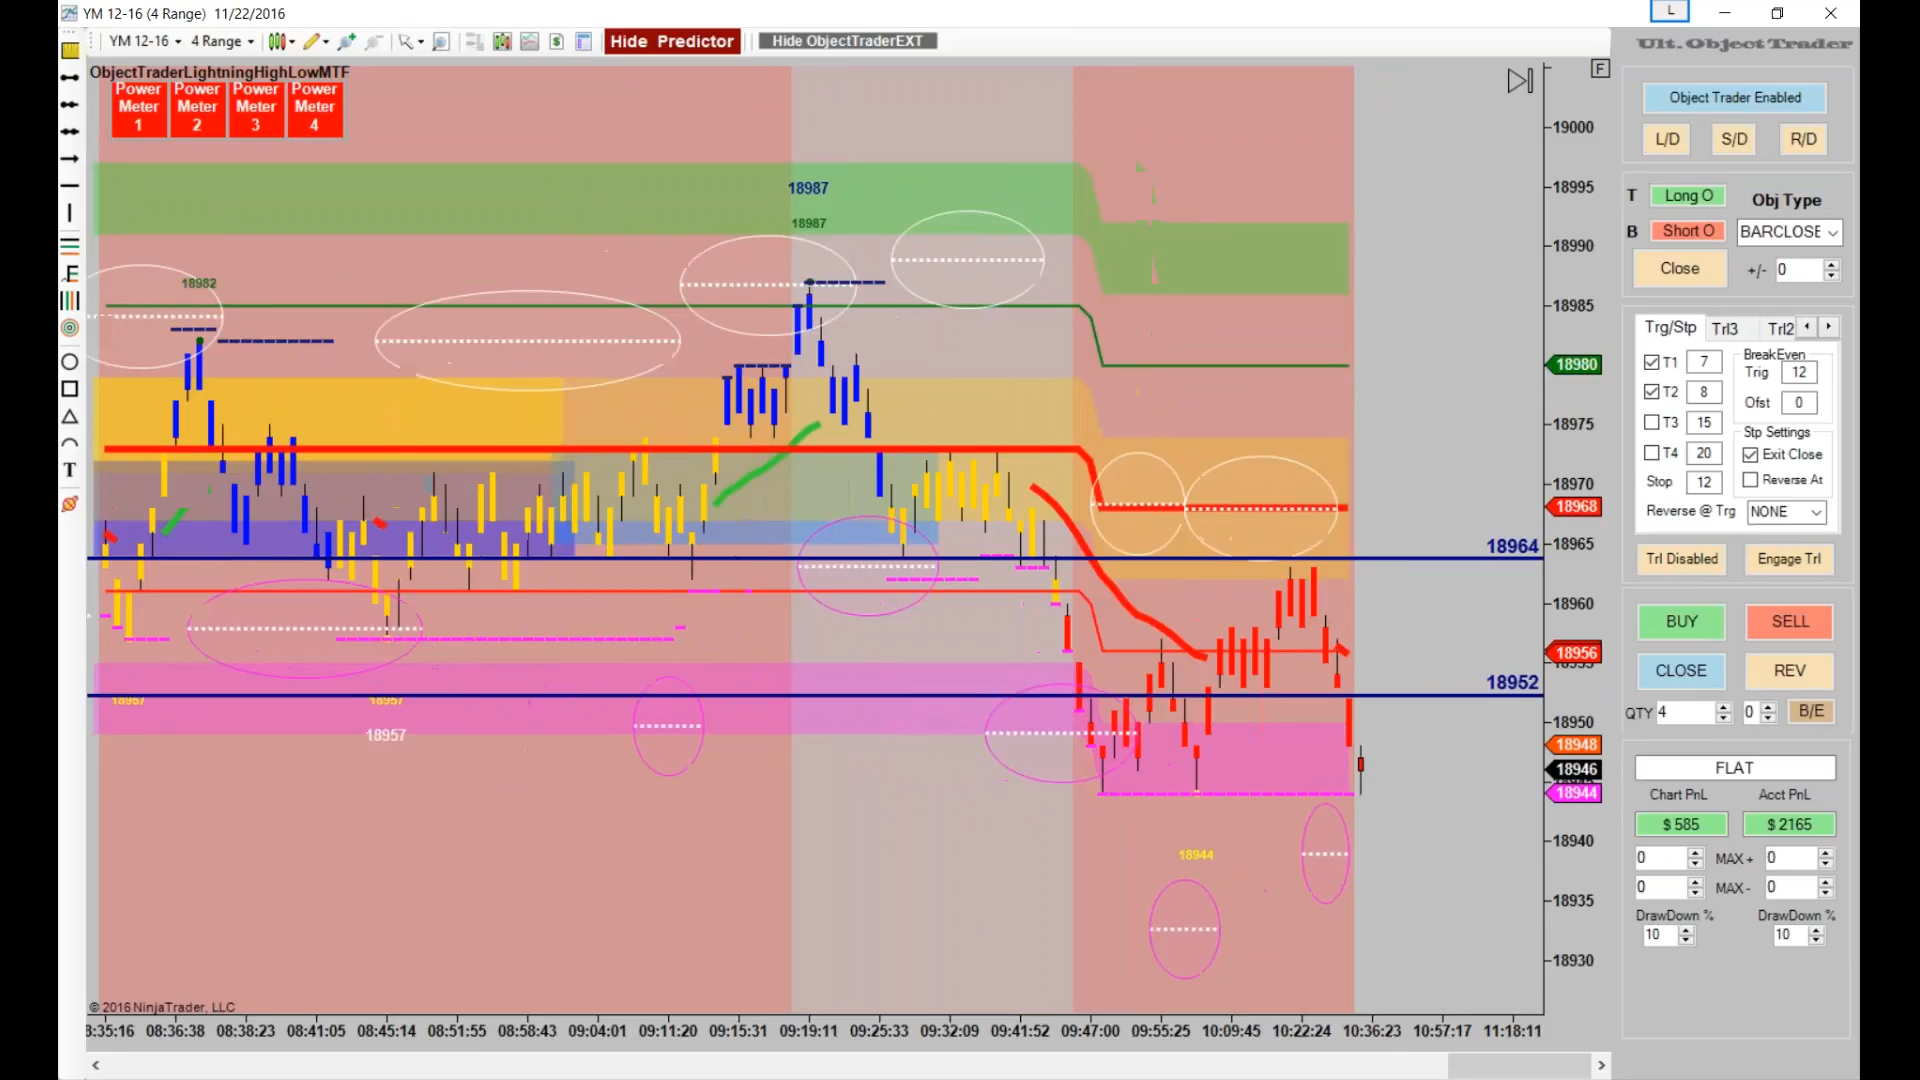 YM 12-16 (4 Range)  11/22/2016
L
YM 12-16
4 Range
Hide Predictor
Hide ObjectTraderEXT
Ult. Object Trader
ObjectTraderLightningHighLowMTF
Power Meter 1
Power Meter 2
Power Meter 3
Power Meter 4
F
Object Trader Enabled
L/D
S/D
R/D
T
Long O
Obj Type
B
Short O
BARCLOSE
Close
+/-
0
Trg/Stp
Trl3
Trl2
T1
7
T2
8
T3
15
T4
20
Stop
12
BreakEven
Trig
12
Ofst
0
Stp Settings
Exit Close
Reverse At
Reverse @ Trg
NONE
Trl Disabled
Engage Trl
BUY
SELL
CLOSE
REV
QTY
4
0
B/E
FLAT
Chart PnL
Acct PnL
$ 585
$ 2165
0
MAX +
0
0
MAX -
0
DrawDown %
DrawDown %
10
10
19000
18995
18990
18985
18980
18975
18970
18968
18965
18960
18956
18950
18948
18946
18944
18940
18935
18930
18987
18987
18982
18964
18952
18957
18957
18957
18944
E
T
© 2016 NinjaTrader, LLC
8:35:16
08:36:38
08:38:23
08:41:05
08:45:14
08:51:55
08:58:43
09:04:01
09:11:20
09:15:31
09:19:11
09:25:33
09:32:09
09:41:52
09:47:00
09:55:25
10:09:45
10:22:24
10:36:23
10:57:17
11:18:11